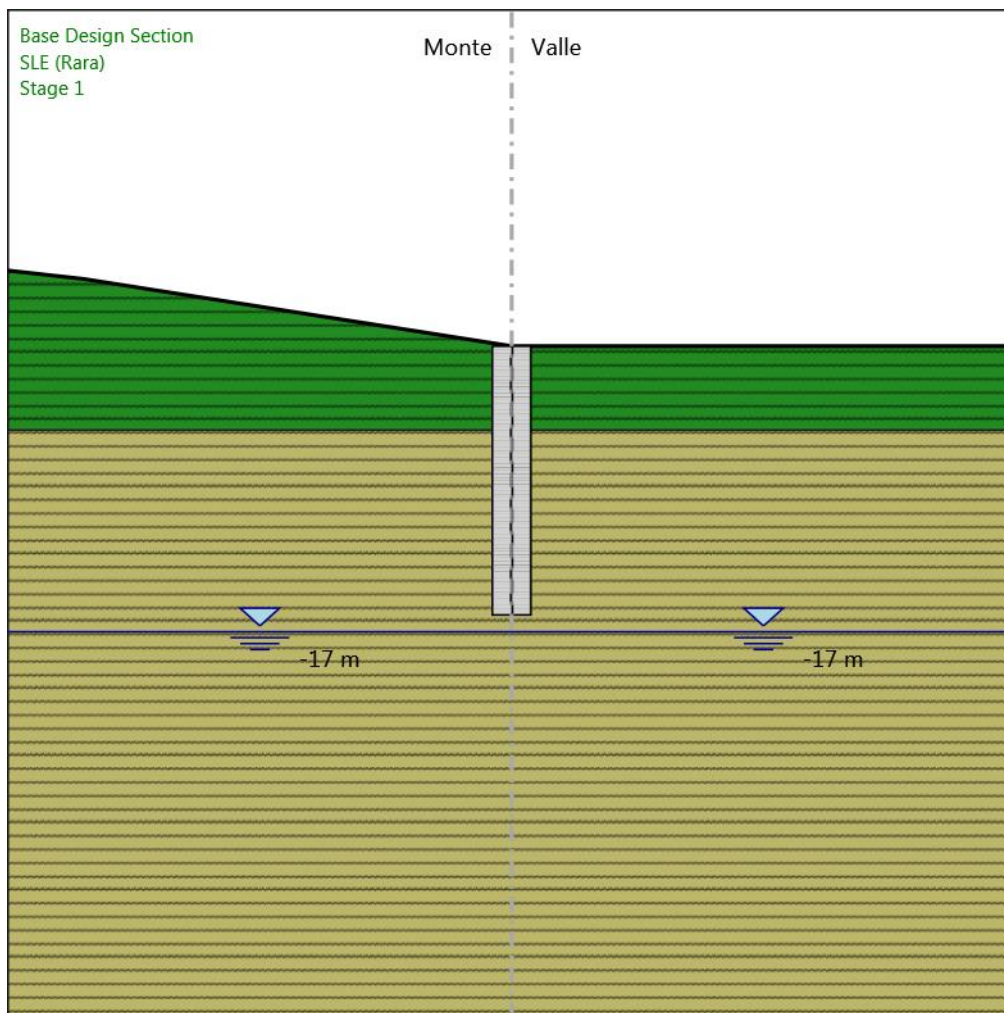 Base Design Section
SLE (Rara)
Stage 1
Monte
Valle
-17 m
-17 m